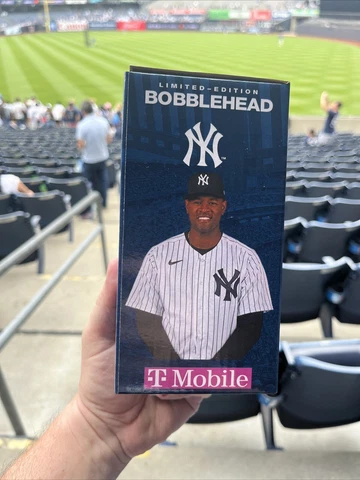 LIMITED-EDITION
BOBBLEHEAD
NY
NY
NY
T Mobile